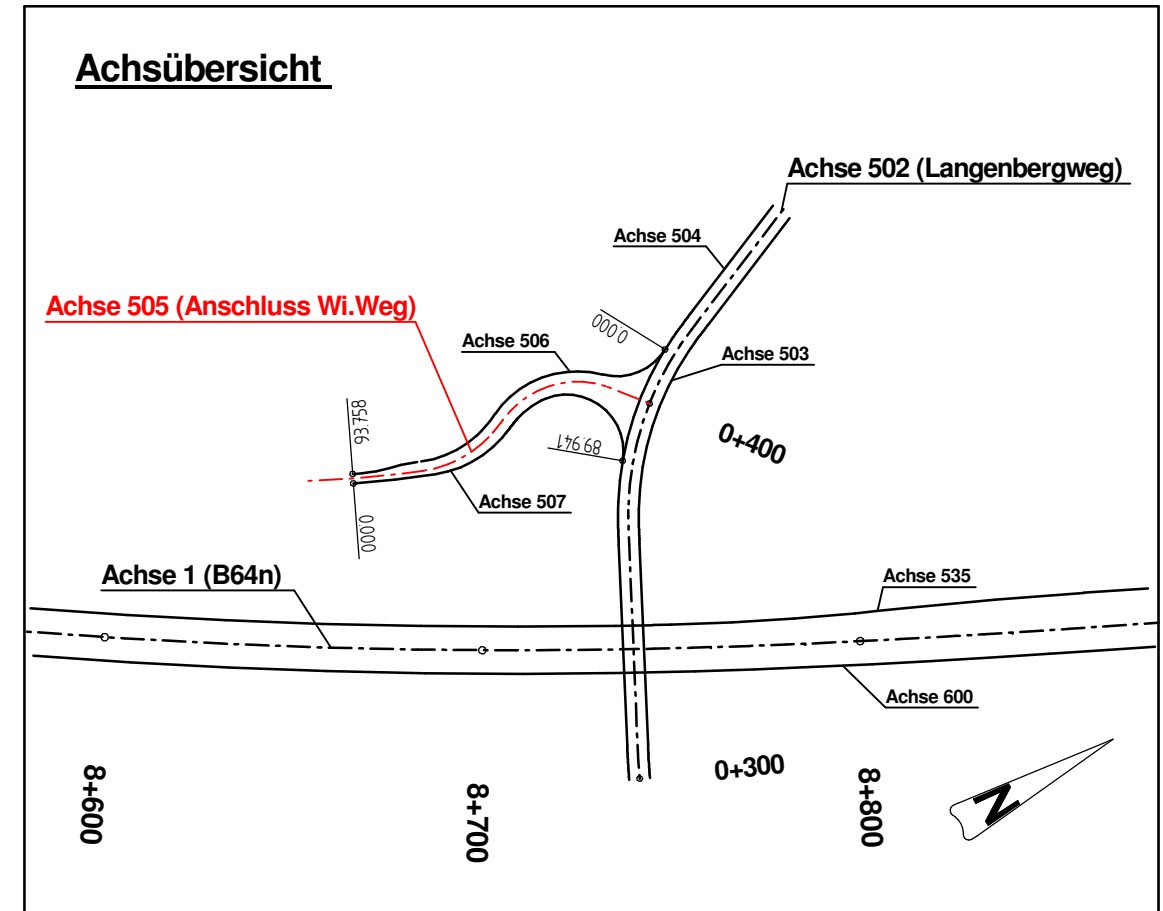 Achsübersicht
Achse 502 (Langenbergweg)
Achse 504
Achse 505 (Anschluss Wi.Weg)
0.000
Achse 506
Achse 503
93.758
0+400
89.941
Achse 507
0.000
Achse 1 (B64n)
Achse 535
Achse 600
8+600
8+700
0+300
8+800
N